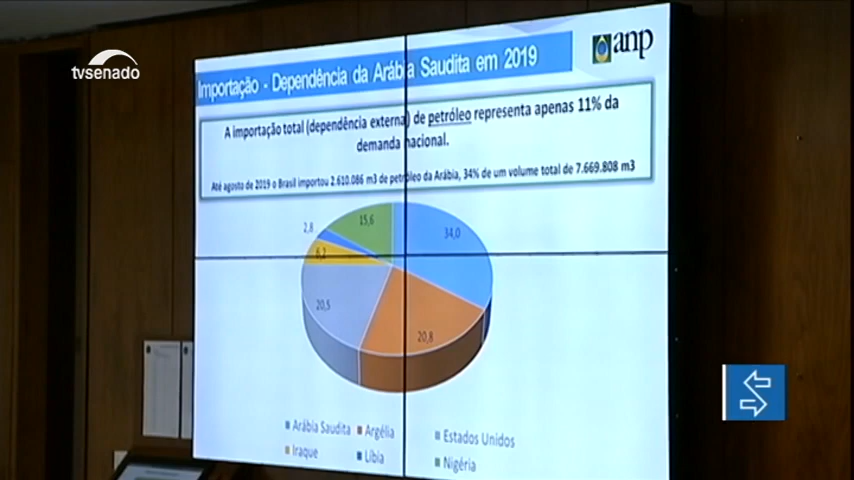 tvsenado
anp
Importação - Dependência da Arábia Saudita em 2019
A importação total (dependência externa) de petróleo representa apenas 11% da
demanda nacional.
Até agosto de 2019 o Brasil importou 2.610.086 m3 de petróleo da Arábia, 34% de um volume total de 7.669.808 m3
15,6
2,8
34,0
6,2
20,5
20,8
Arábia Saudita Argélia Estados Unidos
Iraque Líbia Nigéria